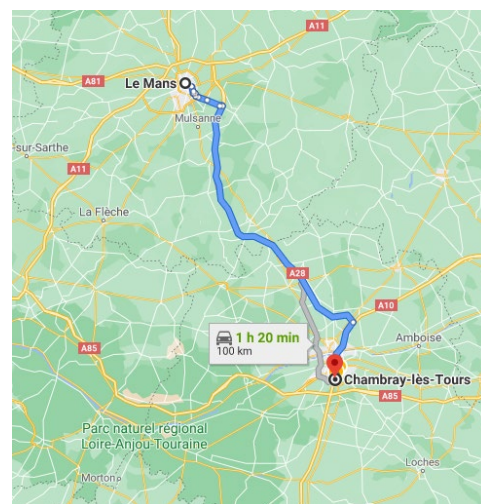 A11
A81
Le Mans
Mulsanne
-sur-Sarthe
A11
La Flèche
A28
A10
1 h 20 min
100 km
Amboise
A85
Chambray-lès-Tours
A85
Parc naturel régional
Loire-Anjou-Touraine
Loches
Morton